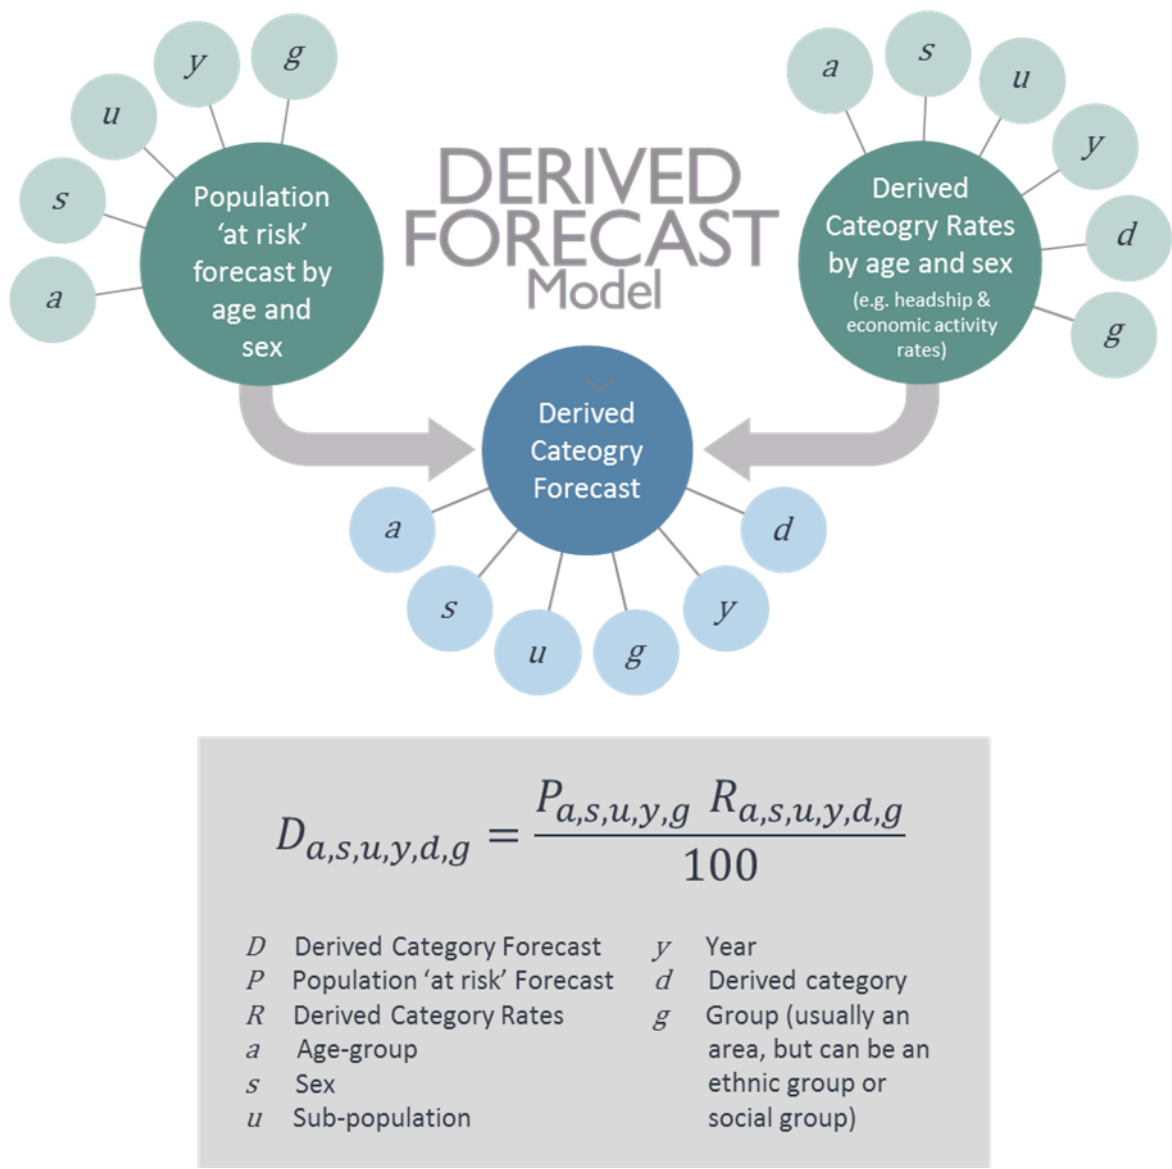 g
y
u
s
a
Population
‘at risk’
forecast by
age and
sex
DERIVED
FORECAST
Model
a
s
u
y
d
g
Derived
Cateogry Rates
by age and sex
(e.g. headship &
economic activity
rates)
Derived
Cateogry
Forecast
a
s
u
g
y
d
D_{a,s,u,y,d,g} = \frac{P_{a,s,u,y,g} R_{a,s,u,y,d,g}}{100}
D Derived Category Forecast
P Population ‘at risk’ Forecast
R Derived Category Rates
a Age-group
s Sex
u Sub-population
y Year
d Derived category
g Group (usually an
area, but can be an
ethnic group or
social group)